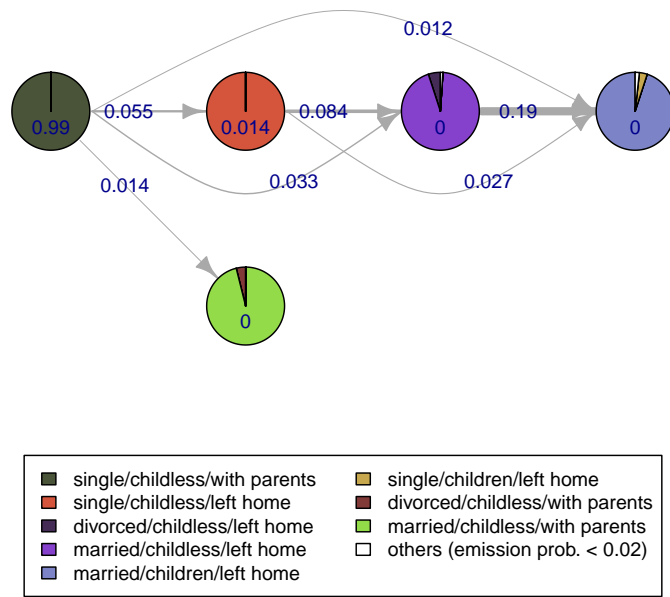 0.012
0.99 0.055 0.014 0.084 0 0.19 0
0.014 0.033 0.027
0
single/childless/with parents single/children/left home
single/childless/left home divorced/childless/with parents
divorced/childless/left home married/childless/with parents
married/childless/left home others (emission prob. < 0.02)
married/children/left home